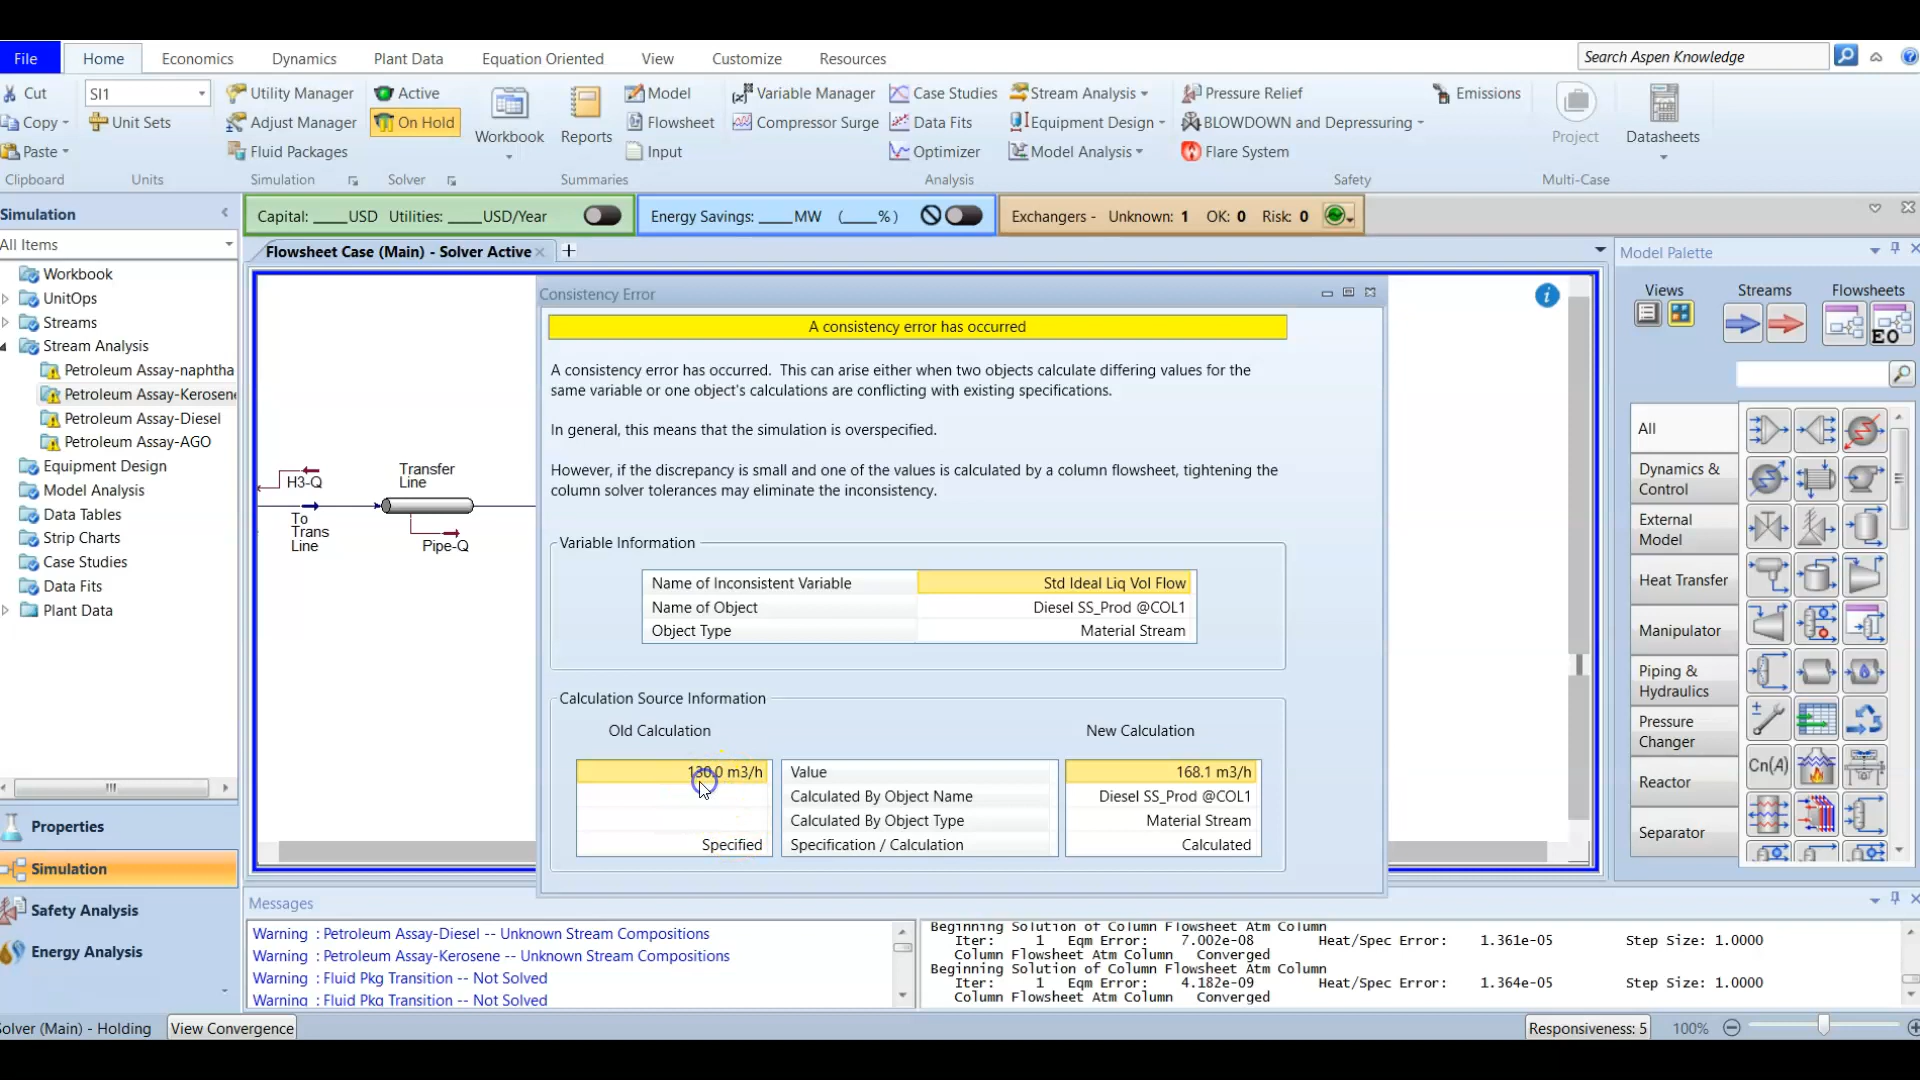 File
Home
Economics
Dynamics
Plant Data
Equation Oriented
View
Customize
Resources
Search Aspen Knowledge
Cut
Copy
Paste
Clipboard
SI1
Unit Sets
Units
Utility Manager
Adjust Manager
Fluid Packages
Simulation
Active
On Hold
Solver
Workbook
Reports
Model
Flowsheet
Input
Summaries
Variable Manager
Compressor Surge
Case Studies
Data Fits
Optimizer
Stream Analysis
Equipment Design
Model Analysis
Analysis
Pressure Relief
BLOWDOWN and Depressuring
Flare System
Emissions
Safety
Project
Multi-Case
Datasheets
Capital: ____USD Utilities: ____USD/Year
Energy Savings: ____MW (____%)
Exchangers - Unknown: 1 OK: 0 Risk: 0
Simulation
All Items
Workbook
UnitOps
Streams
Stream Analysis
Petroleum Assay-naphtha
Petroleum Assay-Kerosene
Petroleum Assay-Diesel
Petroleum Assay-AGO
Equipment Design
Model Analysis
Data Tables
Strip Charts
Case Studies
Data Fits
Plant Data
Properties
Simulation
Safety Analysis
Energy Analysis
Flowsheet Case (Main) - Solver Active
H3-Q
To
Trans
Line
Transfer
Line
Pipe-Q
Consistency Error
A consistency error has occurred
A consistency error has occurred. This can arise either when two objects calculate differing values for the
same variable or one object's calculations are conflicting with existing specifications.
In general, this means that the simulation is overspecified.
However, if the discrepancy is small and one of the values is calculated by a column flowsheet, tightening the
column solver tolerances may eliminate the inconsistency.
Variable Information
Name of Inconsistent Variable Std Ideal Liq Vol Flow
Name of Object Diesel SS_Prod @COL1
Object Type Material Stream
Calculation Source Information
Old Calculation New Calculation
130.0 m3/h Value 168.1 m3/h
Calculated By Object Name Diesel SS_Prod @COL1
Calculated By Object Type Material Stream
Specified Specification / Calculation Calculated
Model Palette
Views
Streams
Flowsheets
EO
All
Dynamics &
Control
External
Model
Heat Transfer
Manipulator
Piping &
Hydraulics
Pressure
Changer
Reactor
Separator
Cn(A)
Messages
Warning : Petroleum Assay-Diesel -- Unknown Stream Compositions
Warning : Petroleum Assay-Kerosene -- Unknown Stream Compositions
Warning : Fluid Pkg Transition -- Not Solved
Warning : Fluid Pkg Transition -- Not Solved
Beginning Solution of Column Flowsheet Atm Column
Iter: 1 Eqm Error: 7.002e-08 Heat/Spec Error: 1.361e-05 Step Size: 1.0000
Column Flowsheet Atm Column Converged
Beginning Solution of Column Flowsheet Atm Column
Iter: 1 Eqm Error: 4.182e-09 Heat/Spec Error: 1.364e-05 Step Size: 1.0000
Column Flowsheet Atm Column Converged
Solver (Main) - Holding
View Convergence
Responsiveness: 5
100%